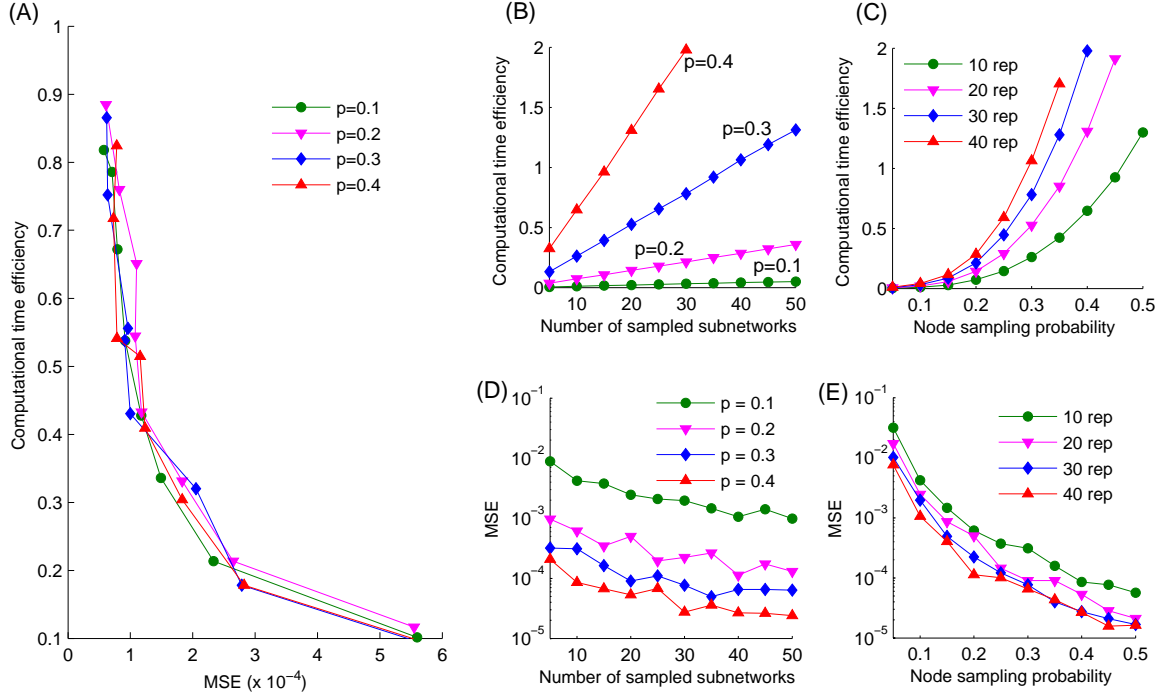 (A)
Computational time efficiency
1
0.9
0.8
0.7
0.6
0.5
0.4
0.3
0.2
0.1
0 1 2 3 4 5 6
MSE (x 10⁻⁴)
p=0.1
p=0.2
p=0.3
p=0.4
(B)
Computational time efficiency
2
1.5
1
0.5
0
10 20 30 40 50
Number of sampled subnetworks
p=0.4
p=0.3
p=0.2
p=0.1
(C)
Computational time efficiency
2
1.5
1
0.5
0
0.1 0.2 0.3 0.4 0.5
Node sampling probability
10 rep
20 rep
30 rep
40 rep
(D)
MSE
10⁻¹
10⁻²
10⁻³
10⁻⁴
10⁻⁵
10 20 30 40 50
Number of sampled subnetworks
p = 0.1
p = 0.2
p = 0.3
p = 0.4
(E)
MSE
10⁻¹
10⁻²
10⁻³
10⁻⁴
10⁻⁵
0.1 0.2 0.3 0.4 0.5
Node sampling probability
10 rep
20 rep
30 rep
40 rep